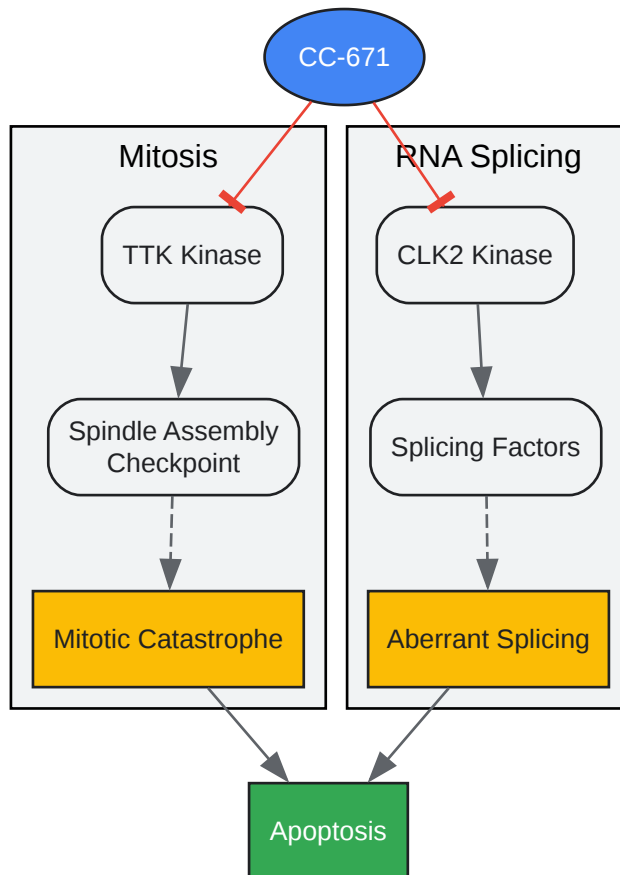 CC-671
Mitosis
RNA Splicing
TTK Kinase
CLK2 Kinase
Spindle Assembly
Checkpoint
Splicing Factors
Mitotic Catastrophe
Aberrant Splicing
Apoptosis